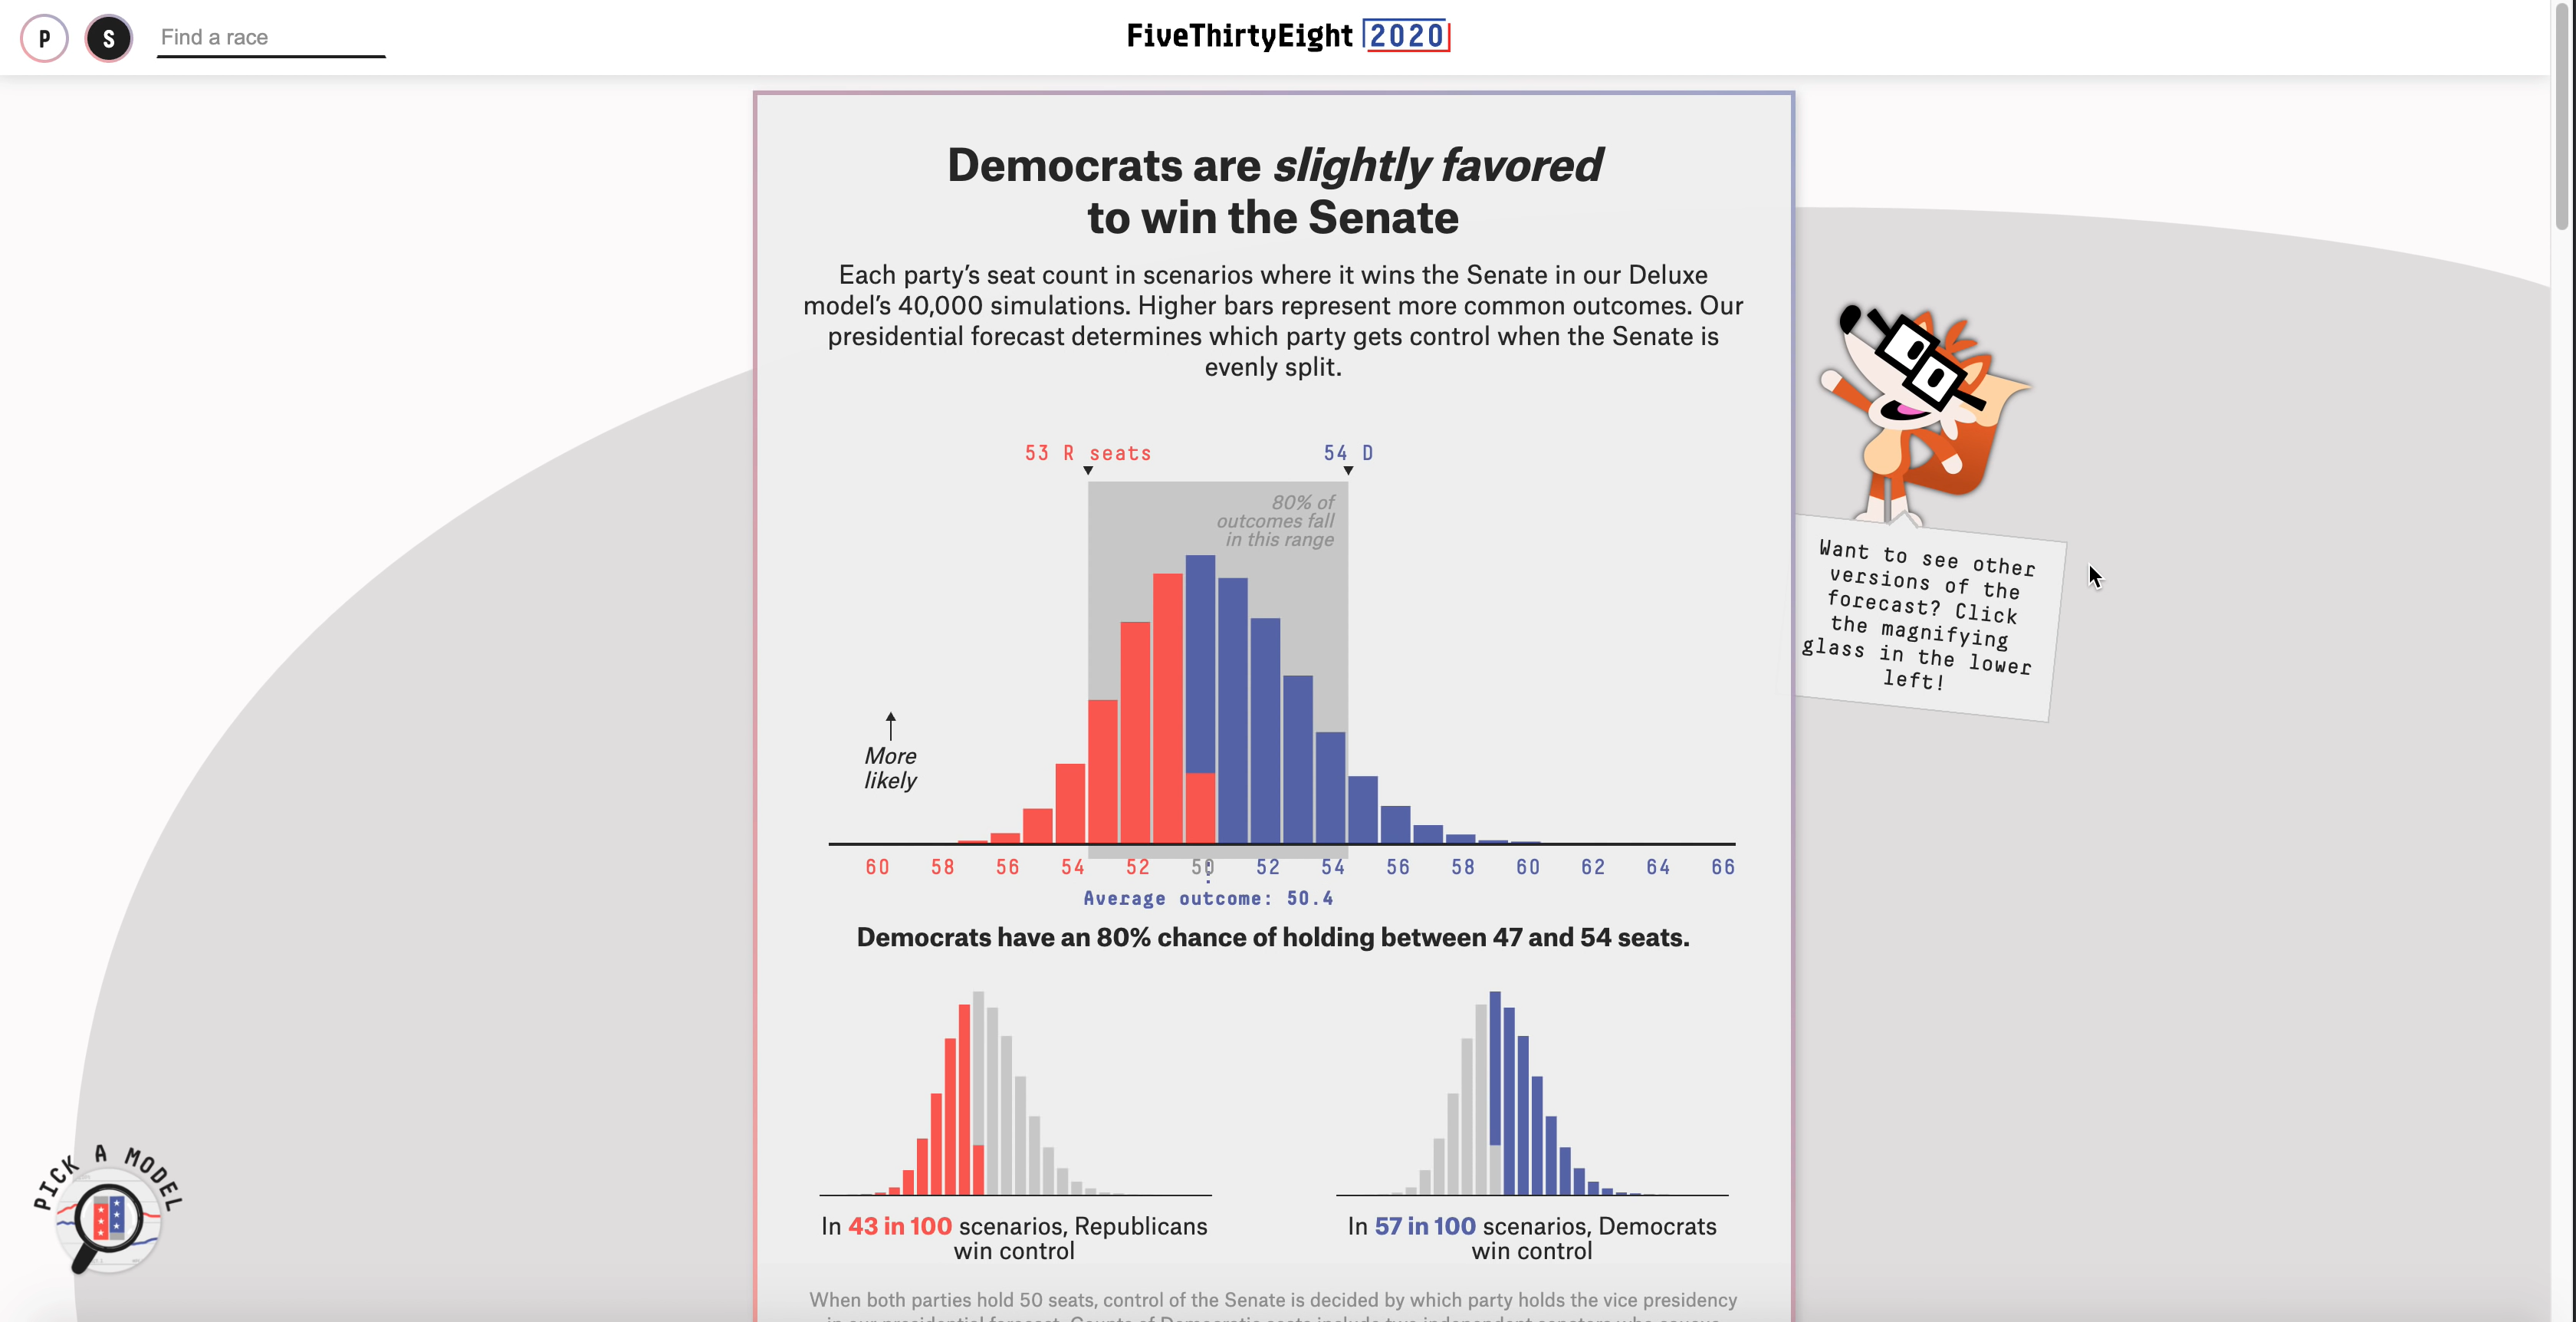 P S Find a race FiveThirtyEight 2020
Democrats are slightly favored
to win the Senate
Each party’s seat count in scenarios where it wins the Senate in our Deluxe
model’s 40,000 simulations. Higher bars represent more common outcomes. Our
presidential forecast determines which party gets control when the Senate is
evenly split.
53 R seats 54 D
80% of
outcomes fall
in this range
More
likely
60 58 56 54 52 50 52 54 56 58 60 62 64 66
Average outcome: 50.4
Democrats have an 80% chance of holding between 47 and 54 seats.
In 43 in 100 scenarios, Republicans
win control
In 57 in 100 scenarios, Democrats
win control
When both parties hold 50 seats, control of the Senate is decided by which party holds the vice presidency
Want to see other
versions of the
forecast? Click
the magnifying
glass in the lower
left!
PICK A MODEL